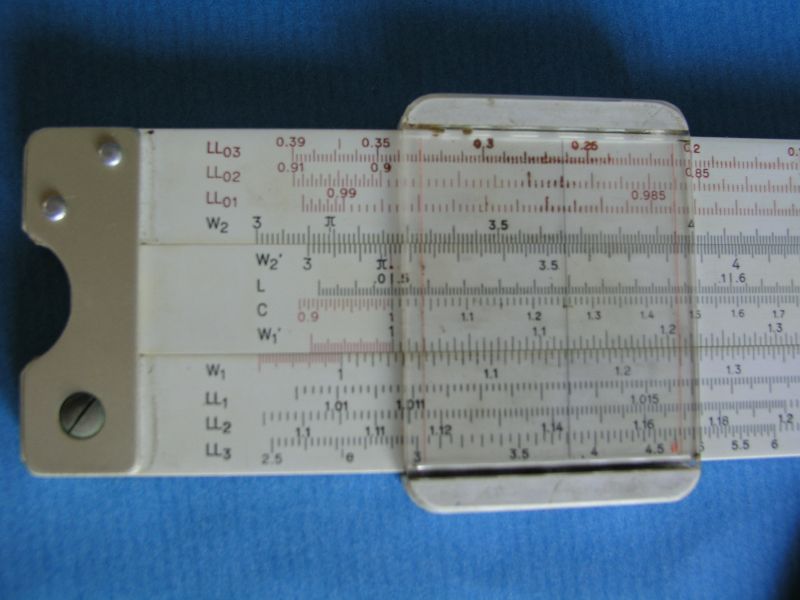 LL03 0.39 0.35 0.3 0.25 0.2
LL02 0.91 0.9 0.85
LL01 0.99 0.985
W2 3 π 3.5 4
W2' 3 π 3.5 4
L .0 .5 .1 .6
C 0.9 1 1.1 1.2 1.3 1.4 1.5 1.6 1.7
W1' 1 1.1 1.2 1.3
W1 1 1.1 1.2 1.3
LL1 1.01 1.011 1.015
LL2 1.1 1.11 1.12 1.14 1.16 1.18 1.2
LL3 2.5 e 3 3.5 4 4.5 5.5 6